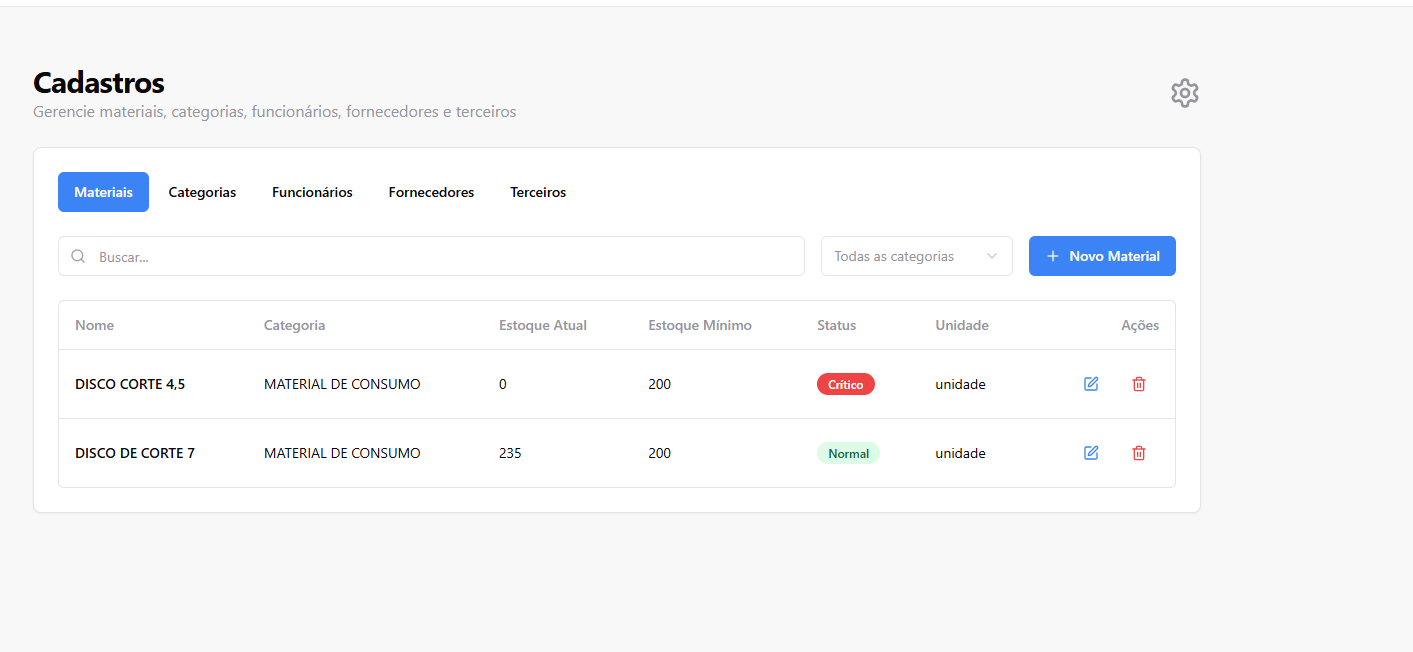 Cadastros
Gerencie materiais, categorias, funcionários, fornecedores e terceiros
Materiais Categorias Funcionários Fornecedores Terceiros
Buscar... Todas as categorias Novo Material
Nome Categoria Estoque Atual Estoque Mínimo Status Unidade Ações
DISCO CORTE 4,5 MATERIAL DE CONSUMO 0 200 Crítico unidade
DISCO DE CORTE 7 MATERIAL DE CONSUMO 235 200 Normal unidade